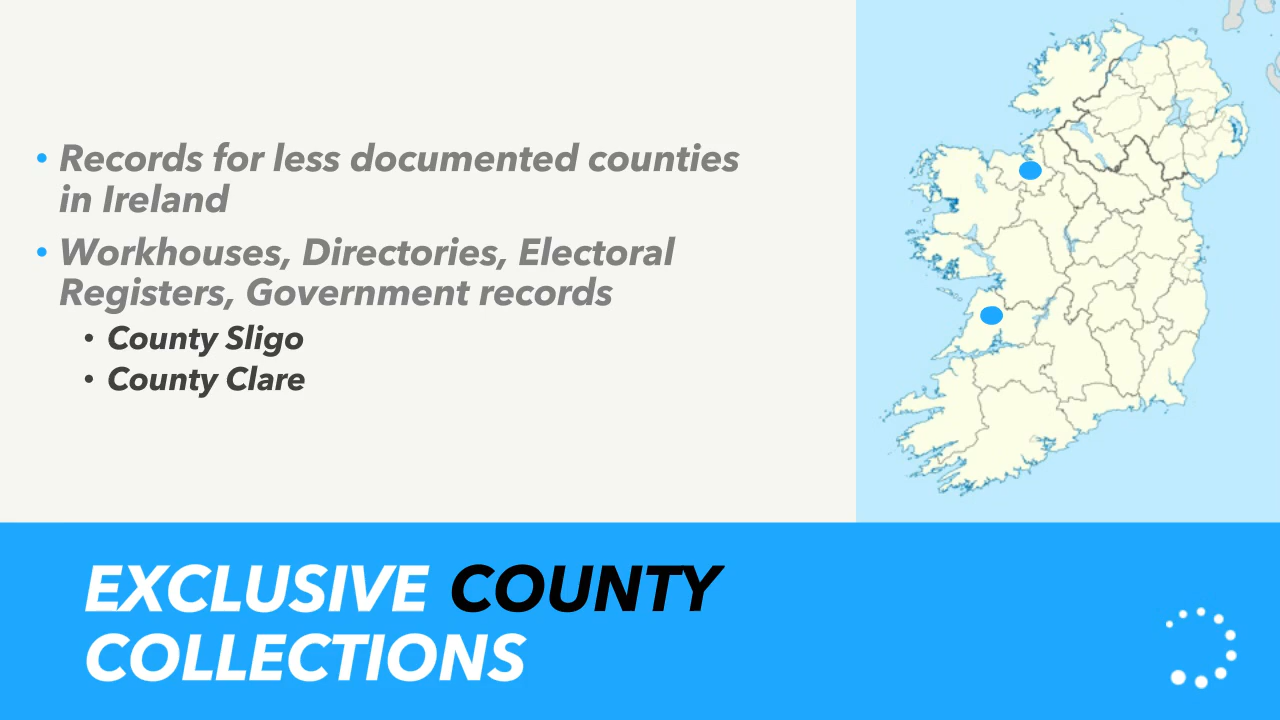 • Records for less documented counties
in Ireland
• Workhouses, Directories, Electoral
Registers, Government records
• County Sligo
• County Clare
EXCLUSIVE COUNTY
COLLECTIONS